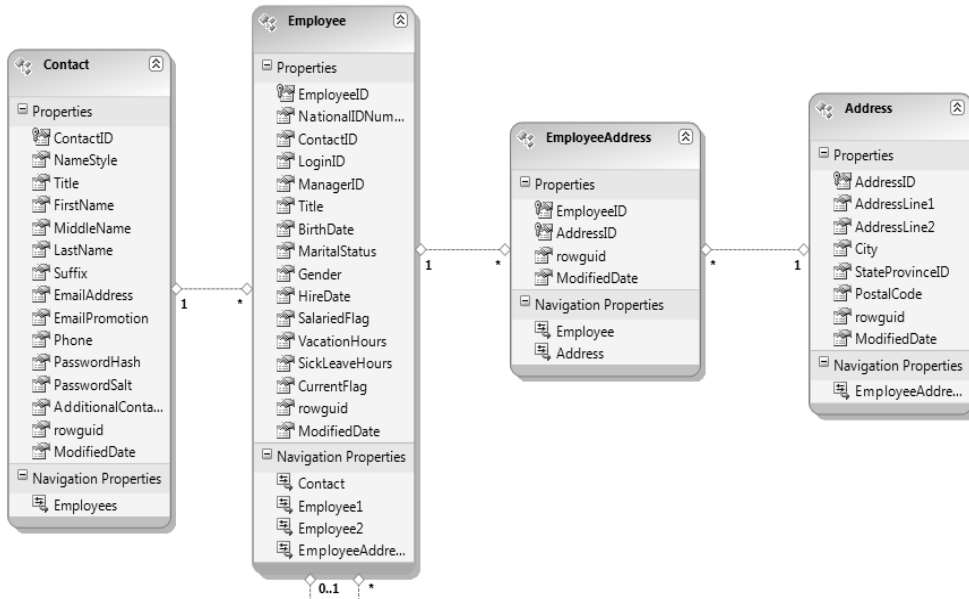 Contact
Properties
ContactID
NameStyle
Title
FirstName
MiddleName
LastName
Suffix
EmailAddress
EmailPromotion
Phone
PasswordHash
PasswordSalt
AdditionalConta...
rowguid
ModifiedDate
Navigation Properties
Employees
1
*
Employee
Properties
EmployeeID
NationalIDNum...
ContactID
LoginID
ManagerID
Title
BirthDate
MaritalStatus
Gender
HireDate
SalariedFlag
VacationHours
SickLeaveHours
CurrentFlag
rowguid
ModifiedDate
Navigation Properties
Contact
Employee1
Employee2
EmployeeAddre...
0..1
*
1
*
EmployeeAddress
Properties
EmployeeID
AddressID
rowguid
ModifiedDate
Navigation Properties
Employee
Address
*
1
Address
Properties
AddressID
AddressLine1
AddressLine2
City
StateProvinceID
PostalCode
rowguid
ModifiedDate
Navigation Properties
EmployeeAddre...